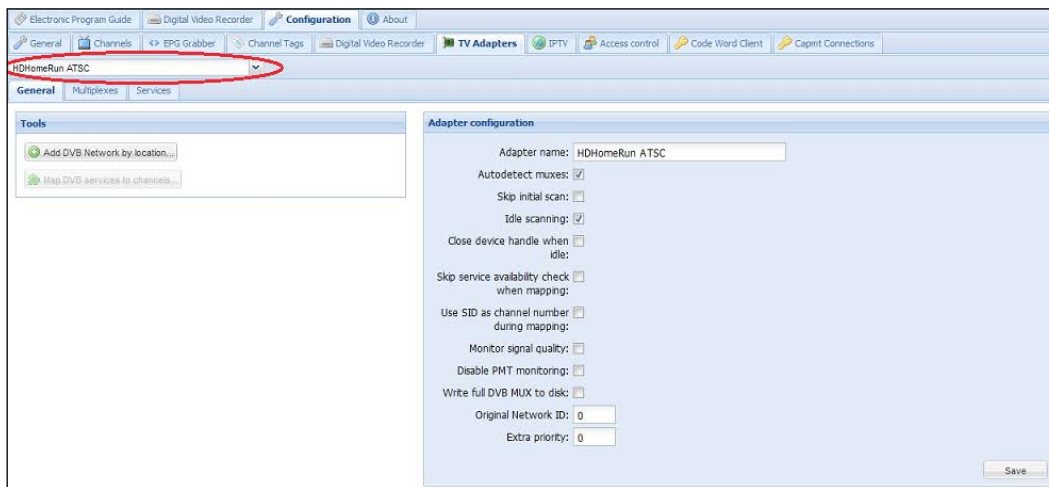 Electronic Program Guide Digital Video Recorder Configuration About
General Channels EPG Grabber Channel Tags Digital Video Recorder TV Adapters IPTV Access control Code Word Client Capmt Connections
HDHomeRun ATSC
General Multiplexes Services
Tools
Add DVB Network by location...
Map DVB services to channels...
Adapter configuration
Adapter name: HDHomeRun ATSC
Autodetect muxes:
Skip initial scan:
Idle scanning:
Close device handle when
idle:
Skip service availability check
when mapping:
Use SID as channel number
during mapping:
Monitor signal quality:
Disable PMT monitoring:
Write full DVB MUX to disk:
Original Network ID: 0
Extra priority: 0
Save